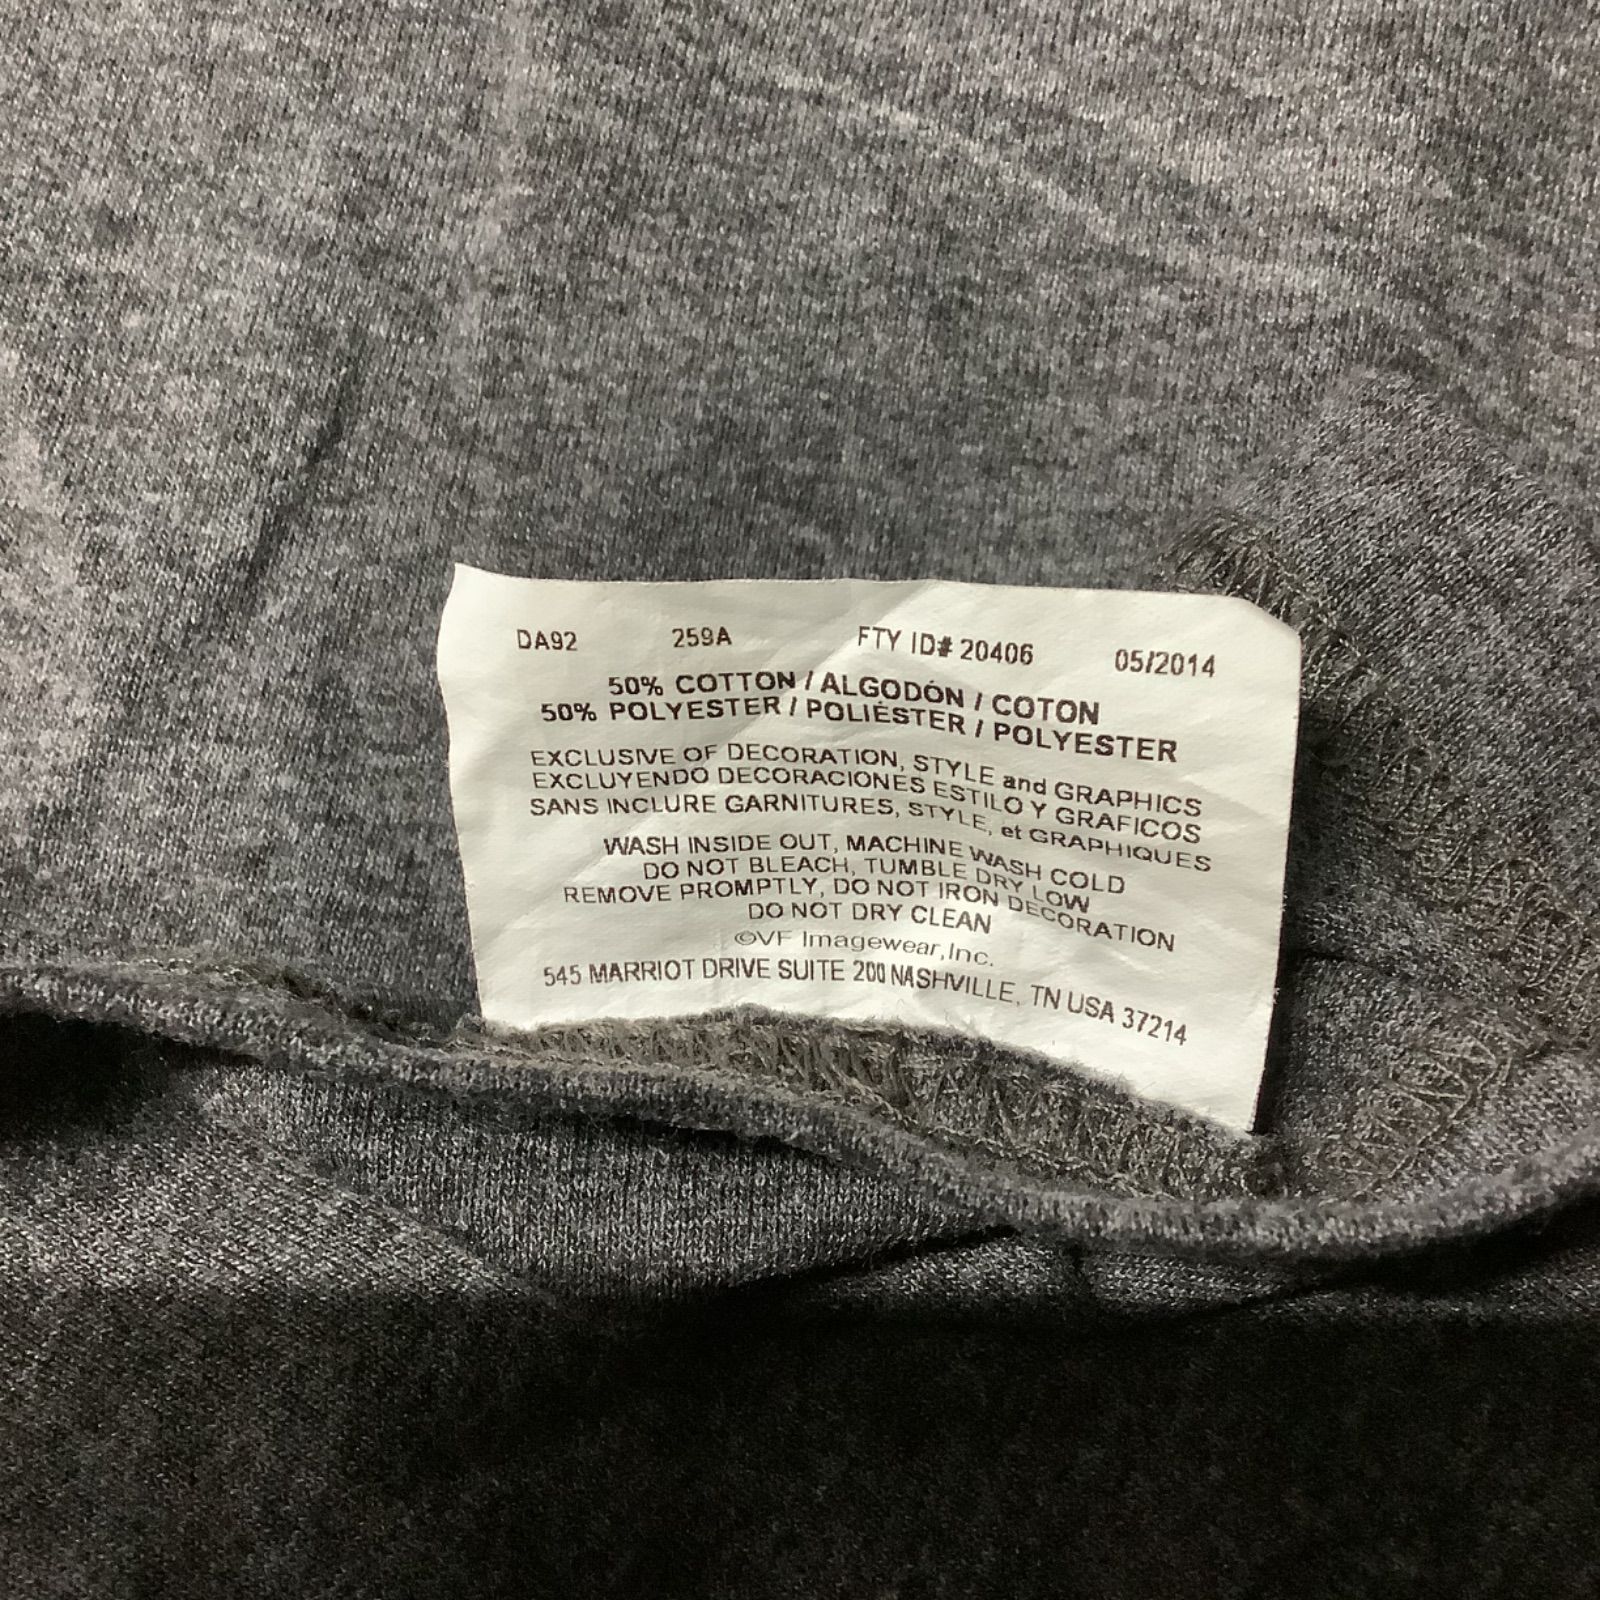 DA92 259A FTY ID# 20406 05/2014
50% COTTON / ALGODÓN / COTON
50% POLYESTER / POLIÉSTER / POLYESTER
EXCLUSIVE OF DECORATION, STYLE and GRAPHICS
EXCLUYENDO DECORACIONES ESTILO Y GRAFICOS
SANS INCLURE GARNITURES, STYLE, et GRAPHIQUES
WASH INSIDE OUT, MACHINE WASH COLD
DO NOT BLEACH, TUMBLE DRY LOW
REMOVE PROMPTLY, DO NOT IRON DECORATION
DO NOT DRY CLEAN
©VF Imagewear,Inc.
545 MARRIOT DRIVE SUITE 200 NASHVILLE, TN USA 37214